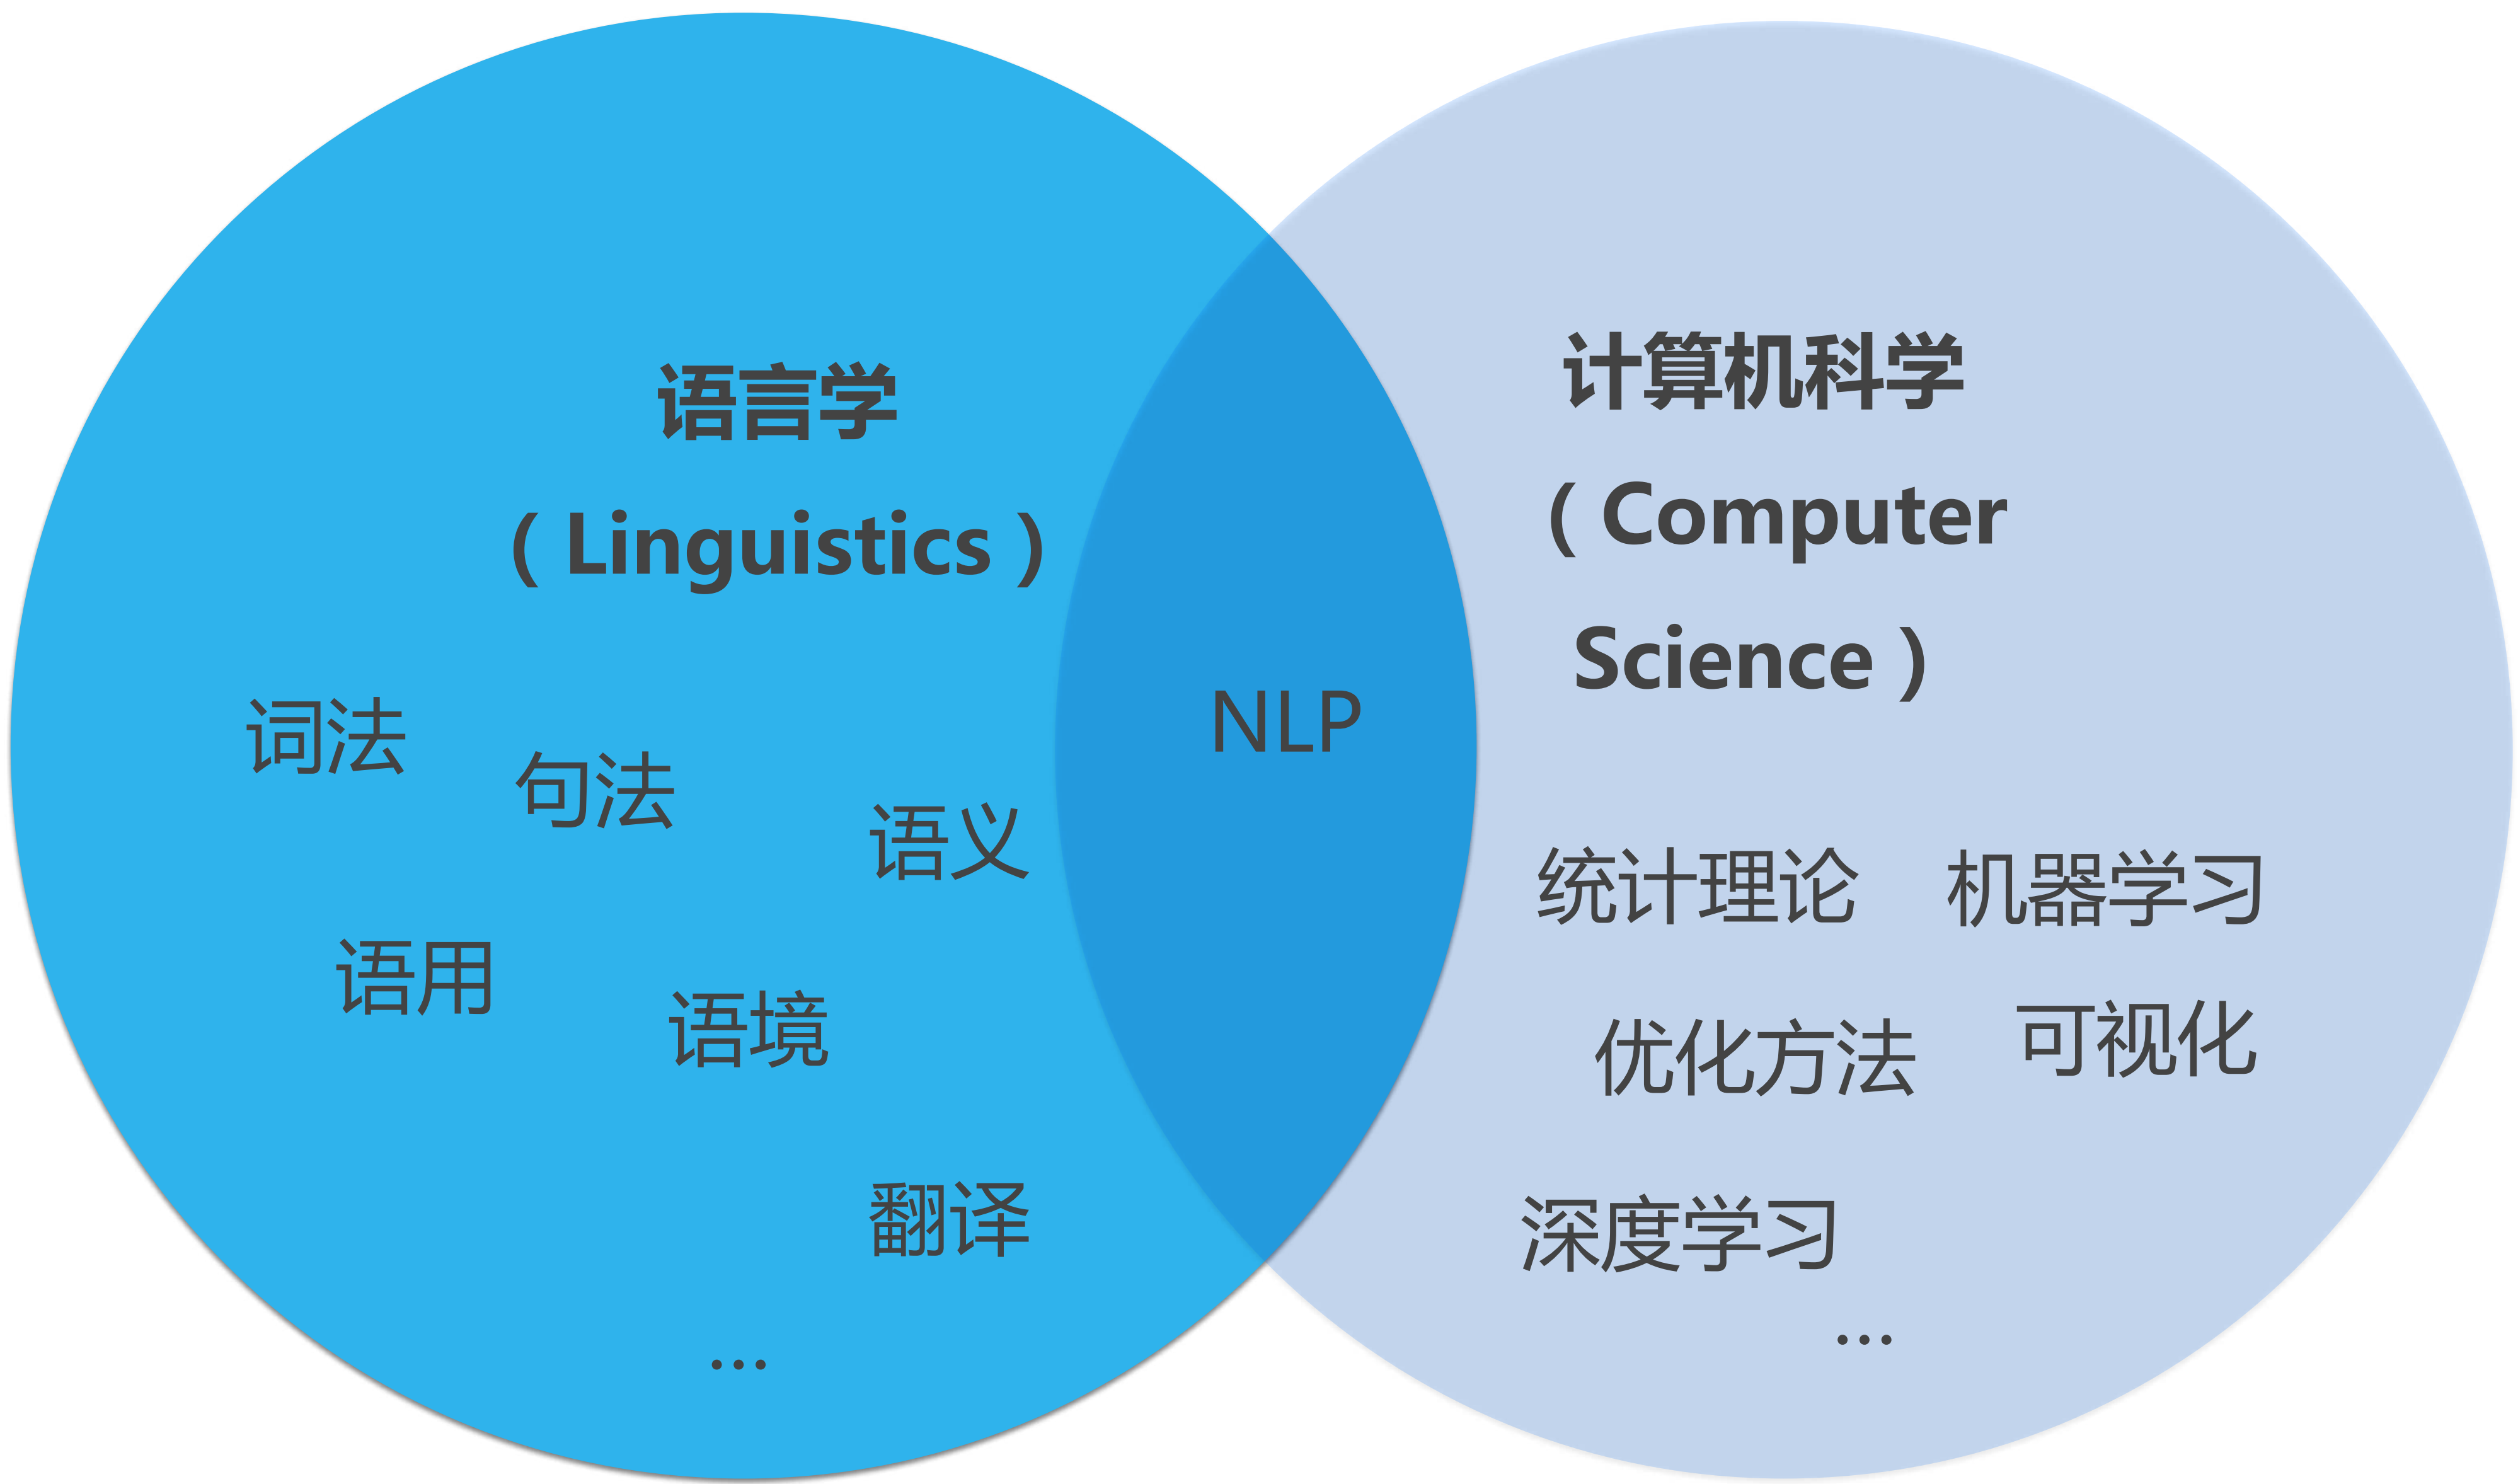 语言学
（Linguistics）
词法
句法
语义
语用
语境
翻译
…
NLP
计算机科学
（Computer
Science）
统计理论
机器学习
优化方法
可视化
深度学习
…